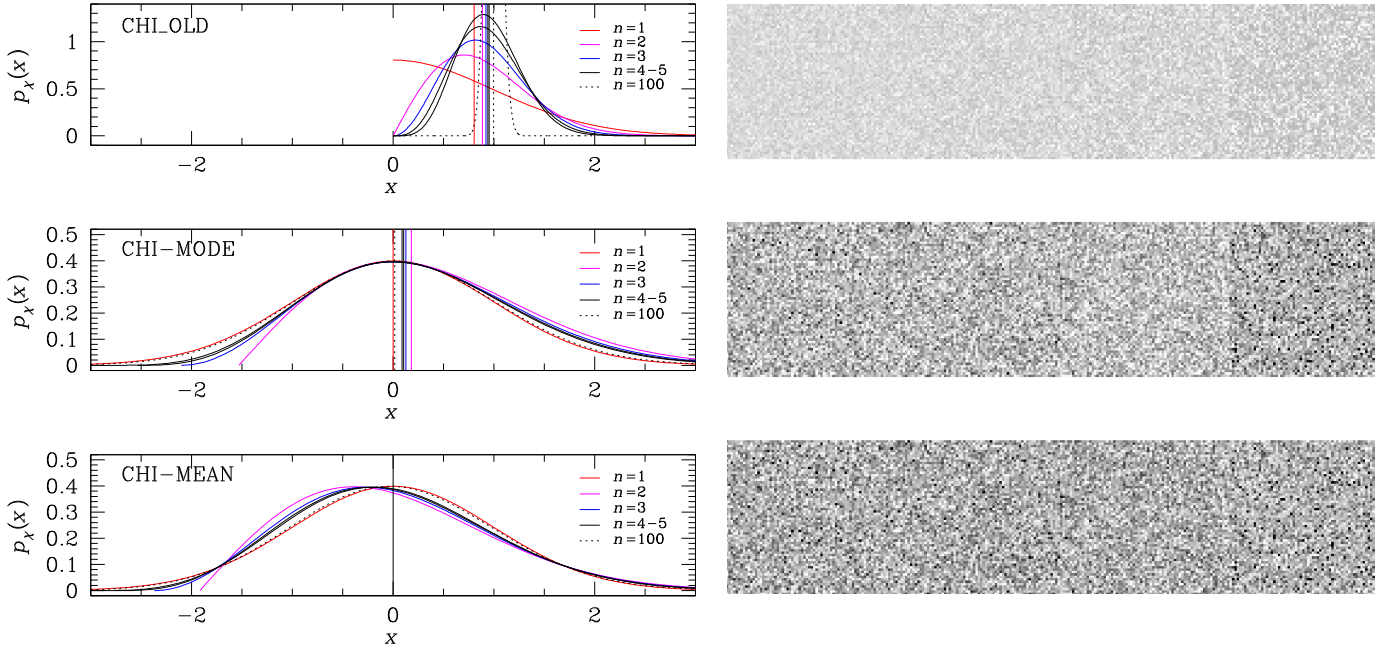 CHI_OLD
n=1
n=2
n=3
n=4−5
n=100
pχ(x)
1
0.5
0
−2
0
2
x
CHI−MODE
n=1
n=2
n=3
n=4−5
n=100
pχ(x)
0.5
0.4
0.3
0.2
0.1
0
−2
0
2
x
CHI−MEAN
n=1
n=2
n=3
n=4−5
n=100
pχ(x)
0.5
0.4
0.3
0.2
0.1
0
−2
0
2
x